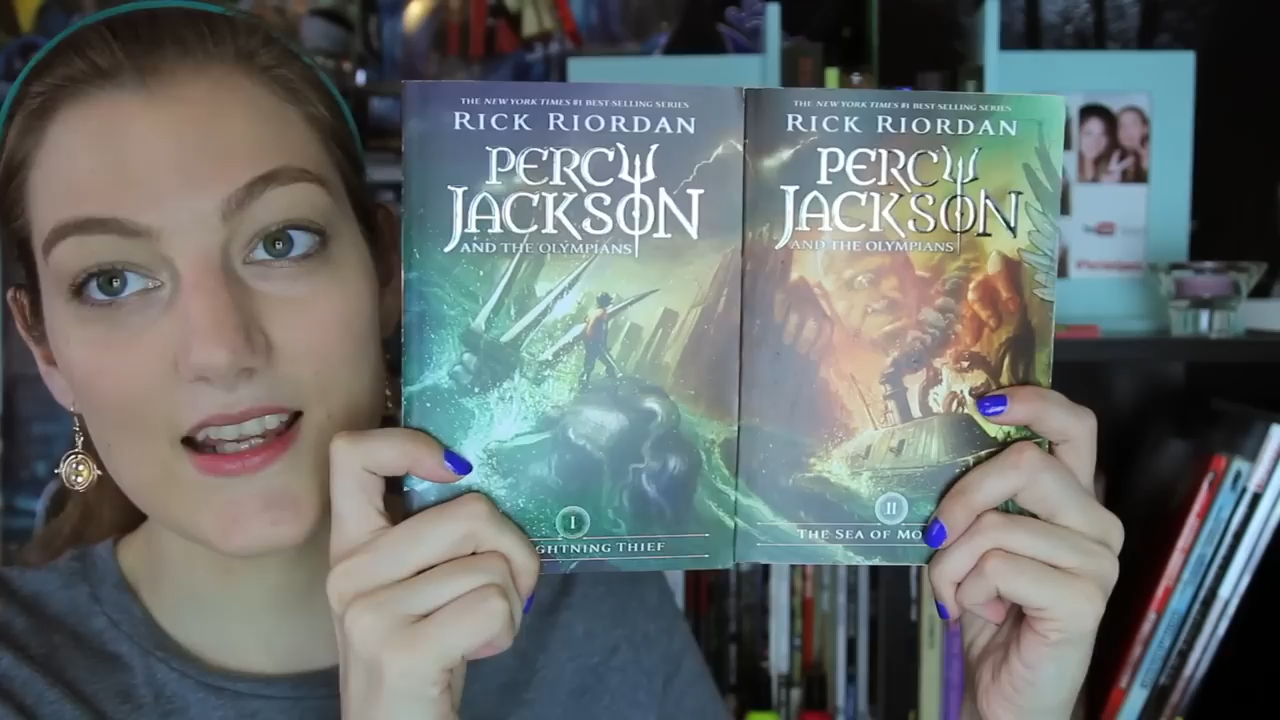 THE NEW YORK TIMES #1 BEST-SELLING SERIES
RICK RIORDAN
PERCY
JACKSON
AND THE OLYMPIANS
I
GHTNING THIEF
THE NEW YORK TIMES #1 BEST-SELLING SERIES
RICK RIORDAN
PERCY
JACKSON
AND THE OLYMPIANS
II
THE SEA OF MO